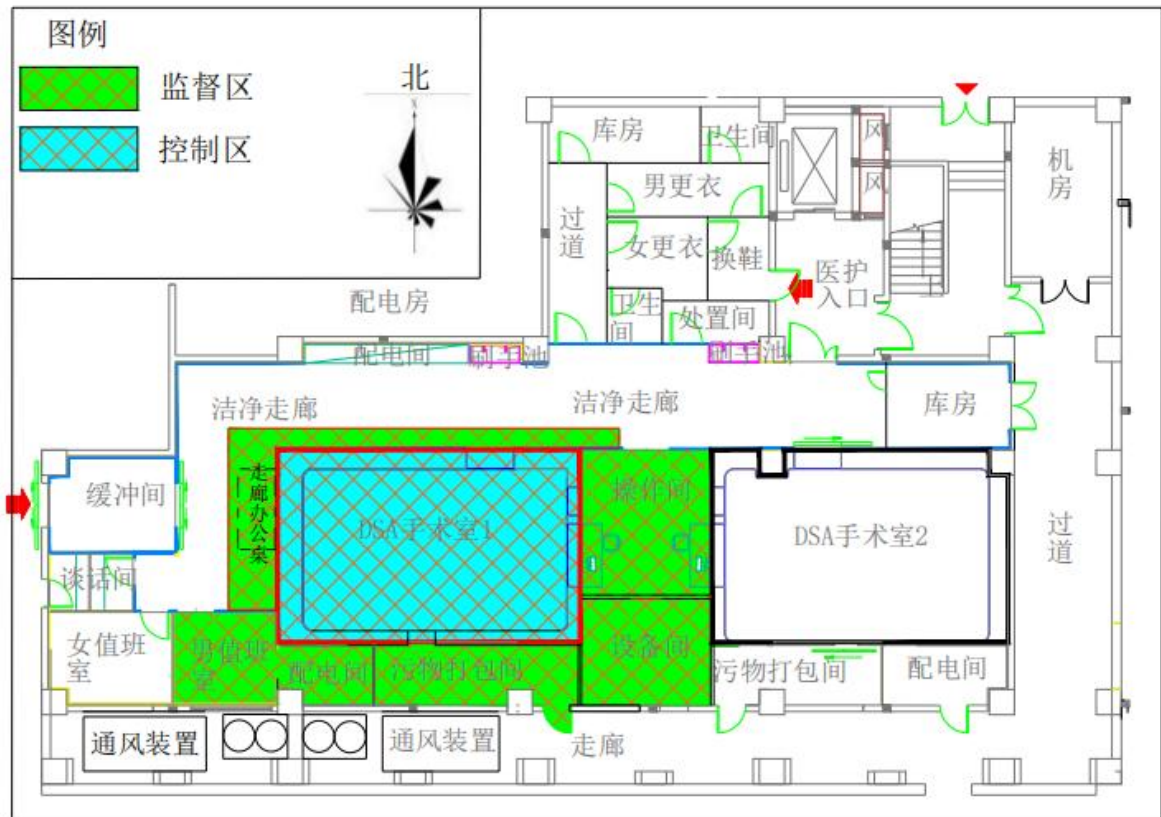 图例
监督区
控制区
北
库房
卫生间
风
机房
男更衣
风
过道
女更衣
换鞋
医护入口
上
卫生间
处置间
配电房
配电间
刷手池
刷手池
洁净走廊
洁净走廊
库房
缓冲间
走廊办公桌
DSA手术室1
操作间
DSA手术室2
过道
谈话间
女值班室
男值班室
配电间
污物打包间
设备间
污物打包间
配电间
通风装置
通风装置
走廊